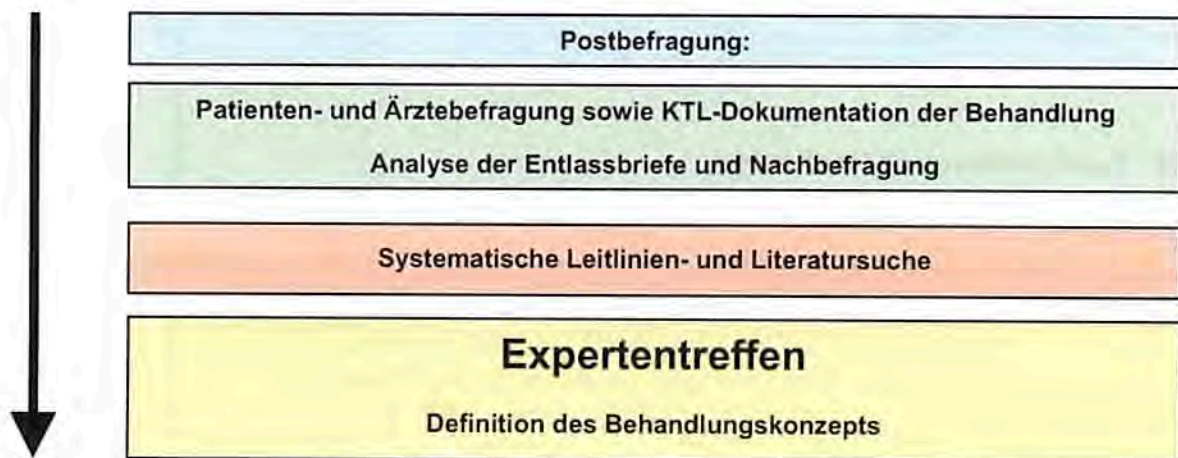 Postbefragung:
Patienten- und Ärztebefragung sowie KTL-Dokumentation der Behandlung
Analyse der Entlassbriefe und Nachbefragung
Systematische Leitlinien- und Literatursuche
Expertentreffen
Definition des Behandlungskonzepts